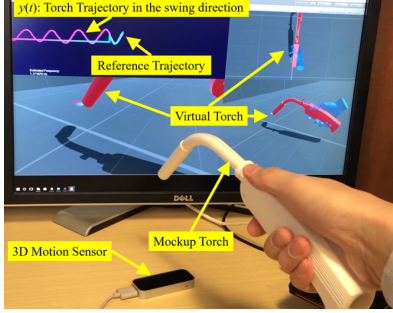 y(t): Torch Trajectory in the swing direction
Reference Trajectory
Virtual Torch
DELL
Mockup Torch
3D Motion Sensor